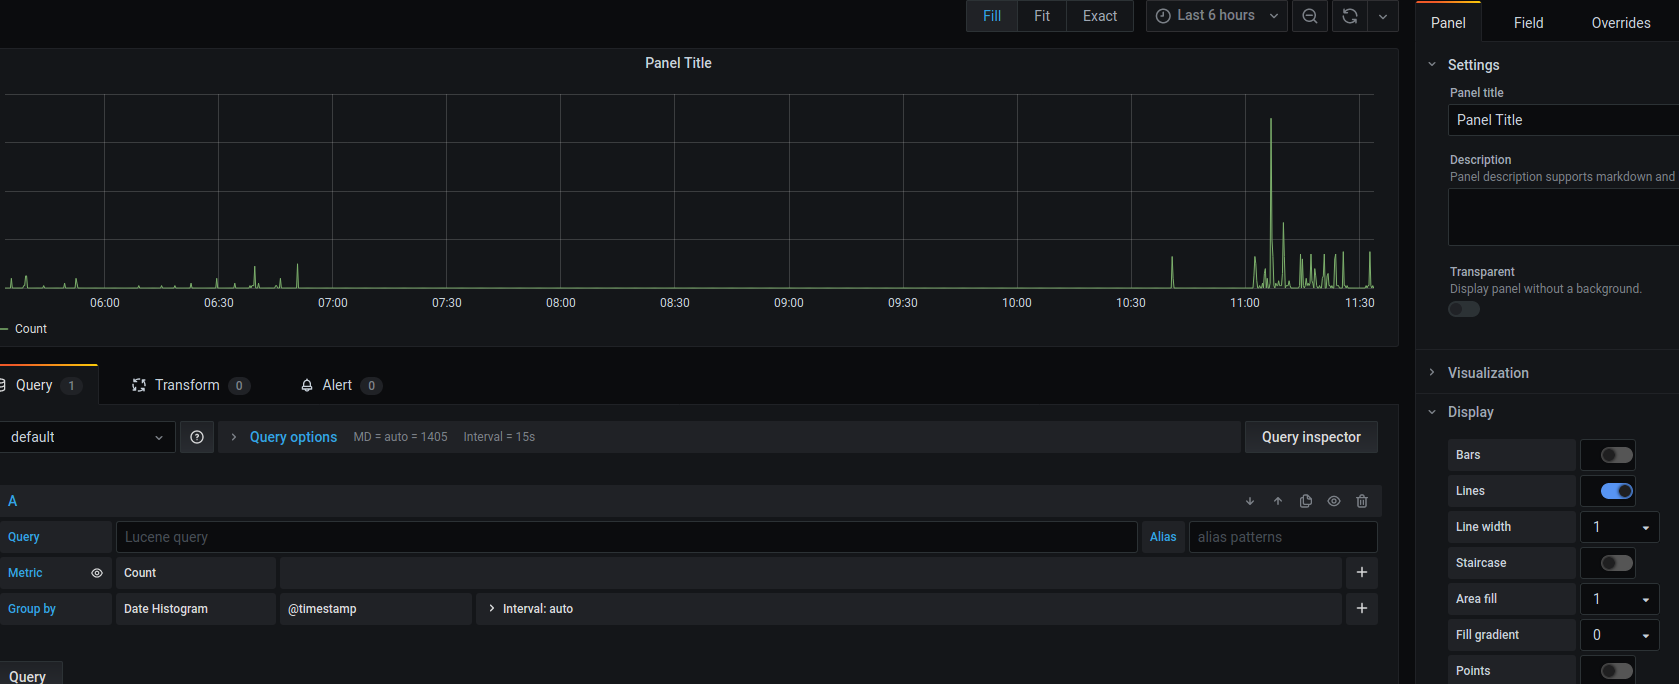 Fill Fit Exact Last 6 hours
Panel Field Overrides
Panel Title
06:00 06:30 07:00 07:30 08:00 08:30 09:00 09:30 10:00 10:30 11:00 11:30
Count
Query 1 Transform 0 Alert 0
default Query options MD = auto = 1405 Interval = 15s Query inspector
A
Query Lucene query Alias alias patterns
Metric Count
Group by Date Histogram @timestamp Interval: auto
Query
Settings
Panel title
Panel Title
Description
Panel description supports markdown and
Transparent
Display panel without a background.
Visualization
Display
Bars
Lines
Line width 1
Staircase
Area fill 1
Fill gradient 0
Points